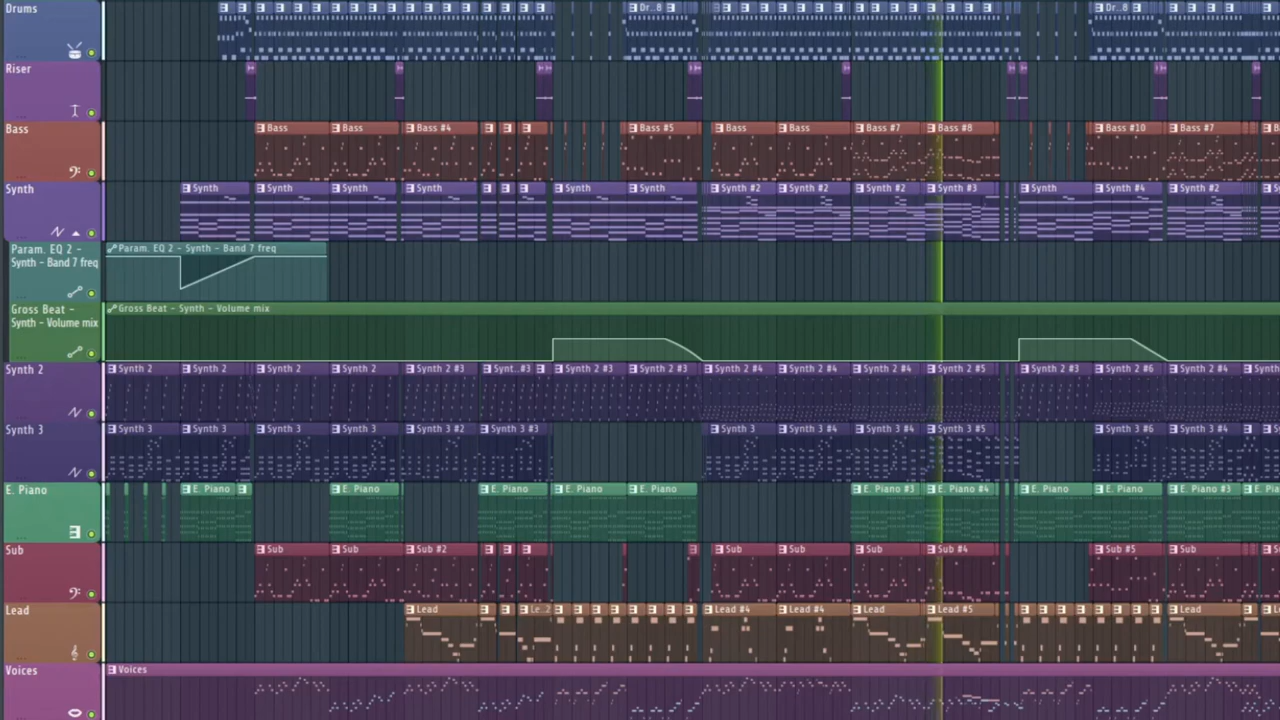 Drums
Dr..8 Dr..8
Riser
Bass
Bass Bass Bass #4 Bass #5 Bass Bass Bass #7 Bass #8 Bass #10 Bass #7
Synth
Synth Synth Synth Synth Synth Synth Synth #2 Synth #2 Synth #2 Synth #3 Synth Synth #4 Synth #2
Param. EQ 2 -
Synth - Band 7 freq
Param. EQ 2 - Synth - Band 7 freq
Gross Beat -
Synth - Volume mix
Gross Beat - Synth - Volume mix
Synth 2
Synth 2 Synth 2 Synth 2 Synth 2 Synth 2 #3 Synt..#3 Synth 2 #3 Synth 2 #3 Synth 2 #4 Synth 2 #4 Synth 2 #4 Synth 2 #5 Synth 2 #3 Synth 2 #6 Synth 2 #4 Synth
Synth 3
Synth 3 Synth 3 Synth 3 Synth 3 Synth 3 #2 Synth 3 #3 Synth 3 Synth 3 #4 Synth 3 #4 Synth 3 #5 Synth 3 #6 Synth 3 #4
E. Piano
E. Piano E. Piano E. Piano E. Piano E. Piano E. Piano #3 E. Piano #4 E. Piano E. Piano E. Piano #3 E. Pian
Sub
Sub Sub Sub #2 Sub Sub Sub Sub #4 Sub #5 Sub
Lead
Lead Le..2 Lead #4 Lead #4 Lead Lead #5 Lead
Voices
Voices